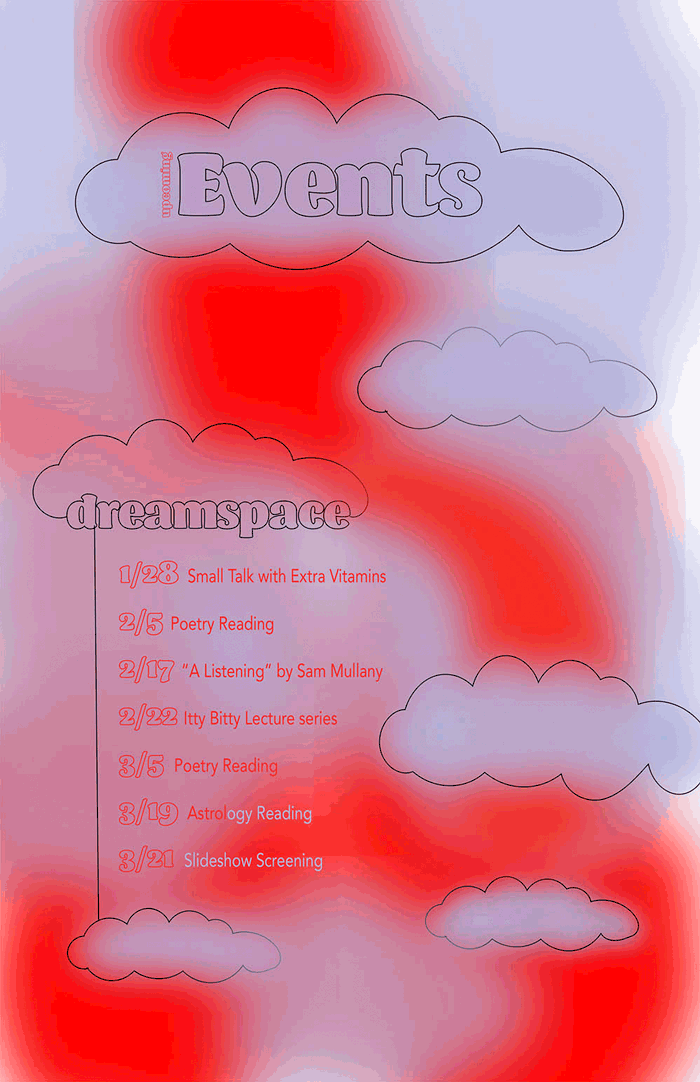 upcoming
Events
dreamspace
1/28 Small Talk with Extra Vitamins
2/5 Poetry Reading
2/17 “A Listening” by Sam Mullany
2/22 Itty Bitty Lecture series
3/5 Poetry Reading
3/19 Astrology Reading
3/21 Slideshow Screening